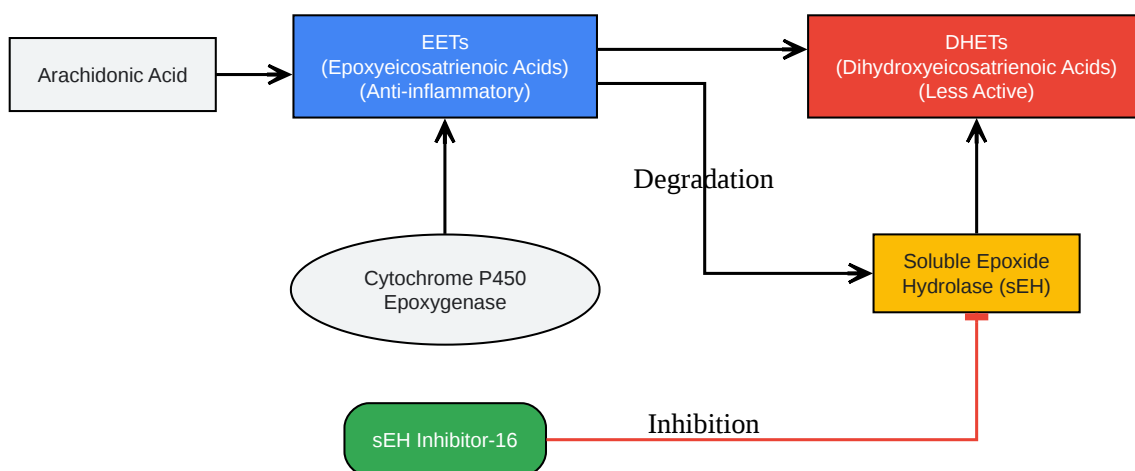 Arachidonic Acid
EETs
(Epoxyeicosatrienoic Acids)
(Anti-inflammatory)
DHETs
(Dihydroxyeicosatrienoic Acids)
(Less Active)
Degradation
Cytochrome P450
Epoxygenase
Soluble Epoxide
Hydrolase (sEH)
sEH Inhibitor-16
Inhibition